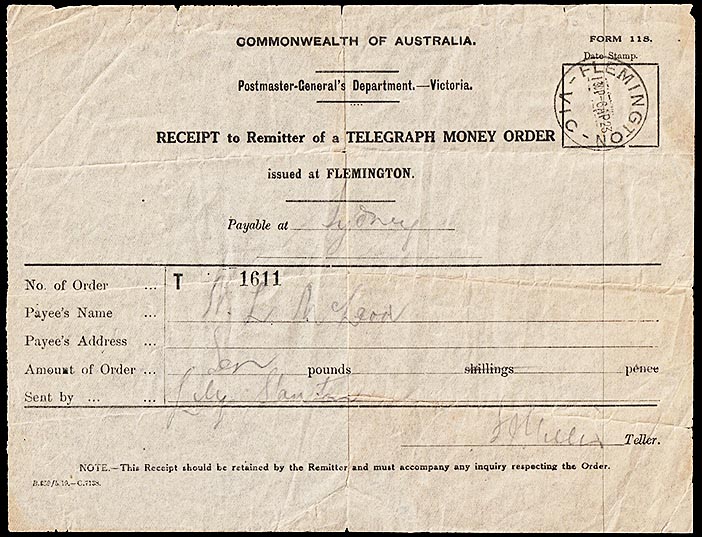 COMMONWEALTH OF AUSTRALIA.
FORM 118.
Date Stamp.
FLEMINGTON - VIC -
Postmaster-General's Department.—Victoria.
RECEIPT to Remitter of a TELEGRAPH MONEY ORDER
issued at FLEMINGTON.
Payable at Sydney
No. of Order ... T 1611
Payee's Name ... L
Payee's Address ...
Amount of Order ... Ten pounds shillings pence
Sent by ... ... Lily
Teller.
NOTE.—This Receipt should be retained by the Remitter and must accompany any inquiry respecting the Order.